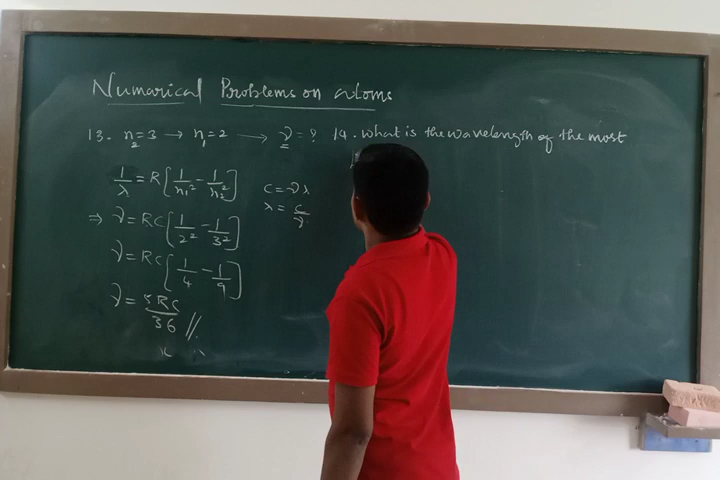 Numarical Problems on atoms
13. n₂=3 → n₁=2 → ν=?
1/λ = R[1/n₁² - 1/n₂²]
⇒ ν = RC[1/2² - 1/3²]
ν = RC[1/4 - 1/9]
ν = 5RC/36 //
C = νλ
λ = C/ν
14. What is the wavelength of the most